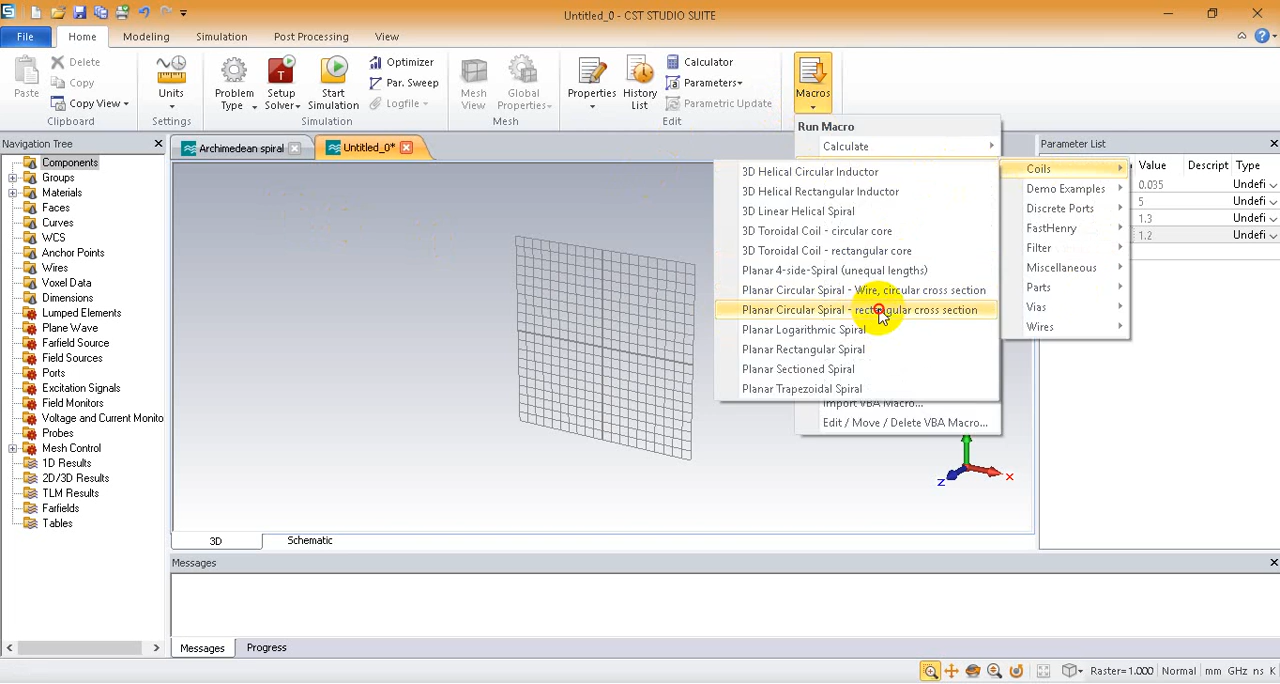 Untitled_0 - CST STUDIO SUITE
File
Home
Modeling
Simulation
Post Processing
View
Paste
Delete
Copy
Copy View
Clipboard
Units
Settings
Problem Type
Setup Solver
Start Simulation
Optimizer
Par. Sweep
Logfile
Simulation
Mesh View
Global Properties
Mesh
Properties
History List
Calculator
Parameters
Parametric Update
Edit
Macros
Navigation Tree
Components
Groups
Materials
Faces
Curves
WCS
Anchor Points
Wires
Voxel Data
Dimensions
Lumped Elements
Plane Wave
Farfield Source
Field Sources
Ports
Excitation Signals
Field Monitors
Voltage and Current Monito
Probes
Mesh Control
1D Results
2D/3D Results
TLM Results
Farfields
Tables
Archimedean spiral
Untitled_0*
Run Macro
Calculate
3D Helical Circular Inductor
3D Helical Rectangular Inductor
3D Linear Helical Spiral
3D Toroidal Coil - circular core
3D Toroidal Coil - rectangular core
Planar 4-side-Spiral (unequal lengths)
Planar Circular Spiral - Wire, circular cross section
Planar Circular Spiral - rectangular cross section
Planar Logarithmic Spiral
Planar Rectangular Spiral
Planar Sectioned Spiral
Planar Trapezoidal Spiral
Import VBA Macro...
Edit / Move / Delete VBA Macro...
Coils
Demo Examples
Discrete Ports
FastHenry
Filter
Miscellaneous
Parts
Vias
Wires
Parameter List
Value Descript Type
0.035 Undefi
5 Undefi
1.3 Undefi
1.2 Undefi
z
x
3D
Schematic
Messages
Messages
Progress
Raster=1.000 Normal mm GHz ns K